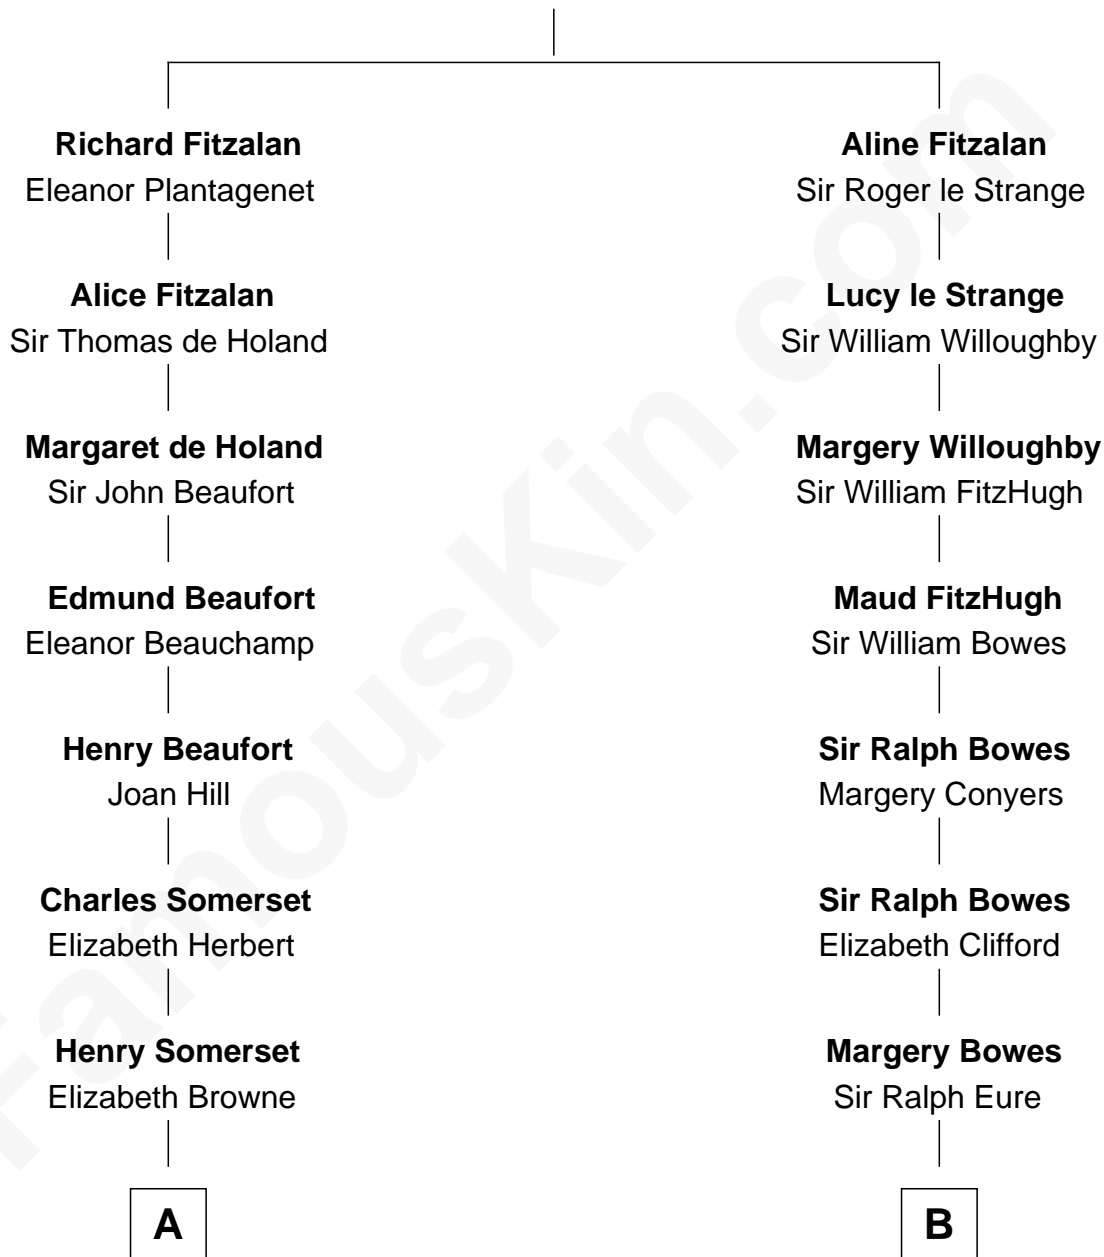 Richard Fitzalan
Eleanor Plantagenet
Alice Fitzalan
Sir Thomas de Holand
Margaret de Holand
Sir John Beaufort
Edmund Beaufort
Eleanor Beauchamp
Henry Beaufort
Joan Hill
Charles Somerset
Elizabeth Herbert
Henry Somerset
Elizabeth Browne
A
Aline Fitzalan
Sir Roger le Strange
Lucy le Strange
Sir William Willoughby
Margery Willoughby
Sir William FitzHugh
Maud FitzHugh
Sir William Bowes
Sir Ralph Bowes
Margery Conyers
Sir Ralph Bowes
Elizabeth Clifford
Margery Bowes
Sir Ralph Eure
B
FamousKin.com